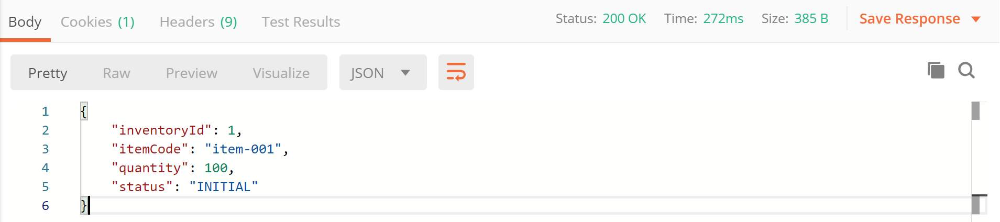 Body Cookies (1) Headers (9) Test Results Status: 200 OK Time: 272ms Size: 385 B Save Response
Pretty Raw Preview Visualize JSON
1 {
2 "inventoryId": 1,
3 "itemCode": "item-001",
4 "quantity": 100,
5 "status": "INITIAL"
6 }